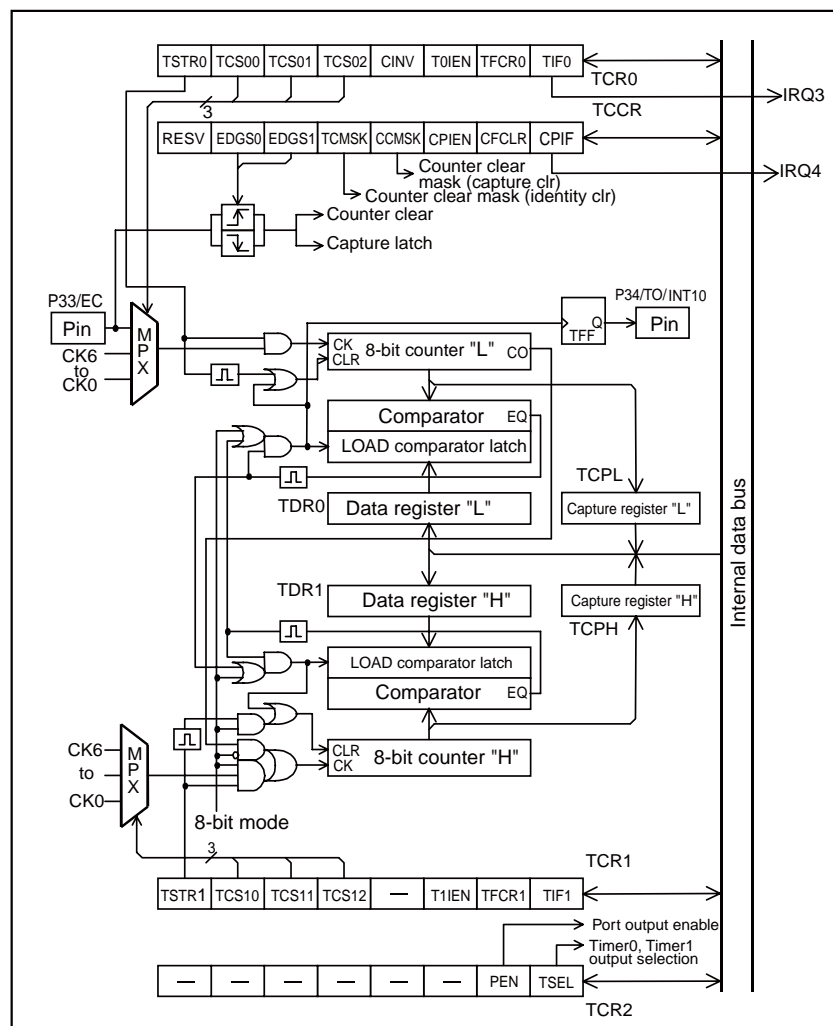 TSTR0 TCS00 TCS01 TCS02 CINV T0IEN TFCR0 TIF0
TCR0
3
TCCR
IRQ3
RESV EDGS0 EDGS1 TCMSK CCMSK CPIEN CFCLR CPIF
Counter clear
mask (capture clr)
IRQ4
Counter clear mask (identity clr)
Counter clear
Capture latch
P33/EC
Pin
MPX
CK6
to
CK0
P34/TO/INT10
Q
TFF
Pin
CK
CLR
8-bit counter "L"
CO
Comparator
EQ
LOAD comparator latch
TDR0
Data register "L"
TCPL
Capture register "L"
Internal data bus
TDR1
Data register "H"
Capture register "H"
TCPH
LOAD comparator latch
Comparator
EQ
CLR
CK
8-bit counter "H"
CK6
to
CK0
MPX
8-bit mode
3
TCR1
TSTR1 TCS10 TCS11 TCS12 — T1IEN TFCR1 TIF1
Port output enable
Timer0, Timer1
output selection
— — — — — — PEN TSEL
TCR2